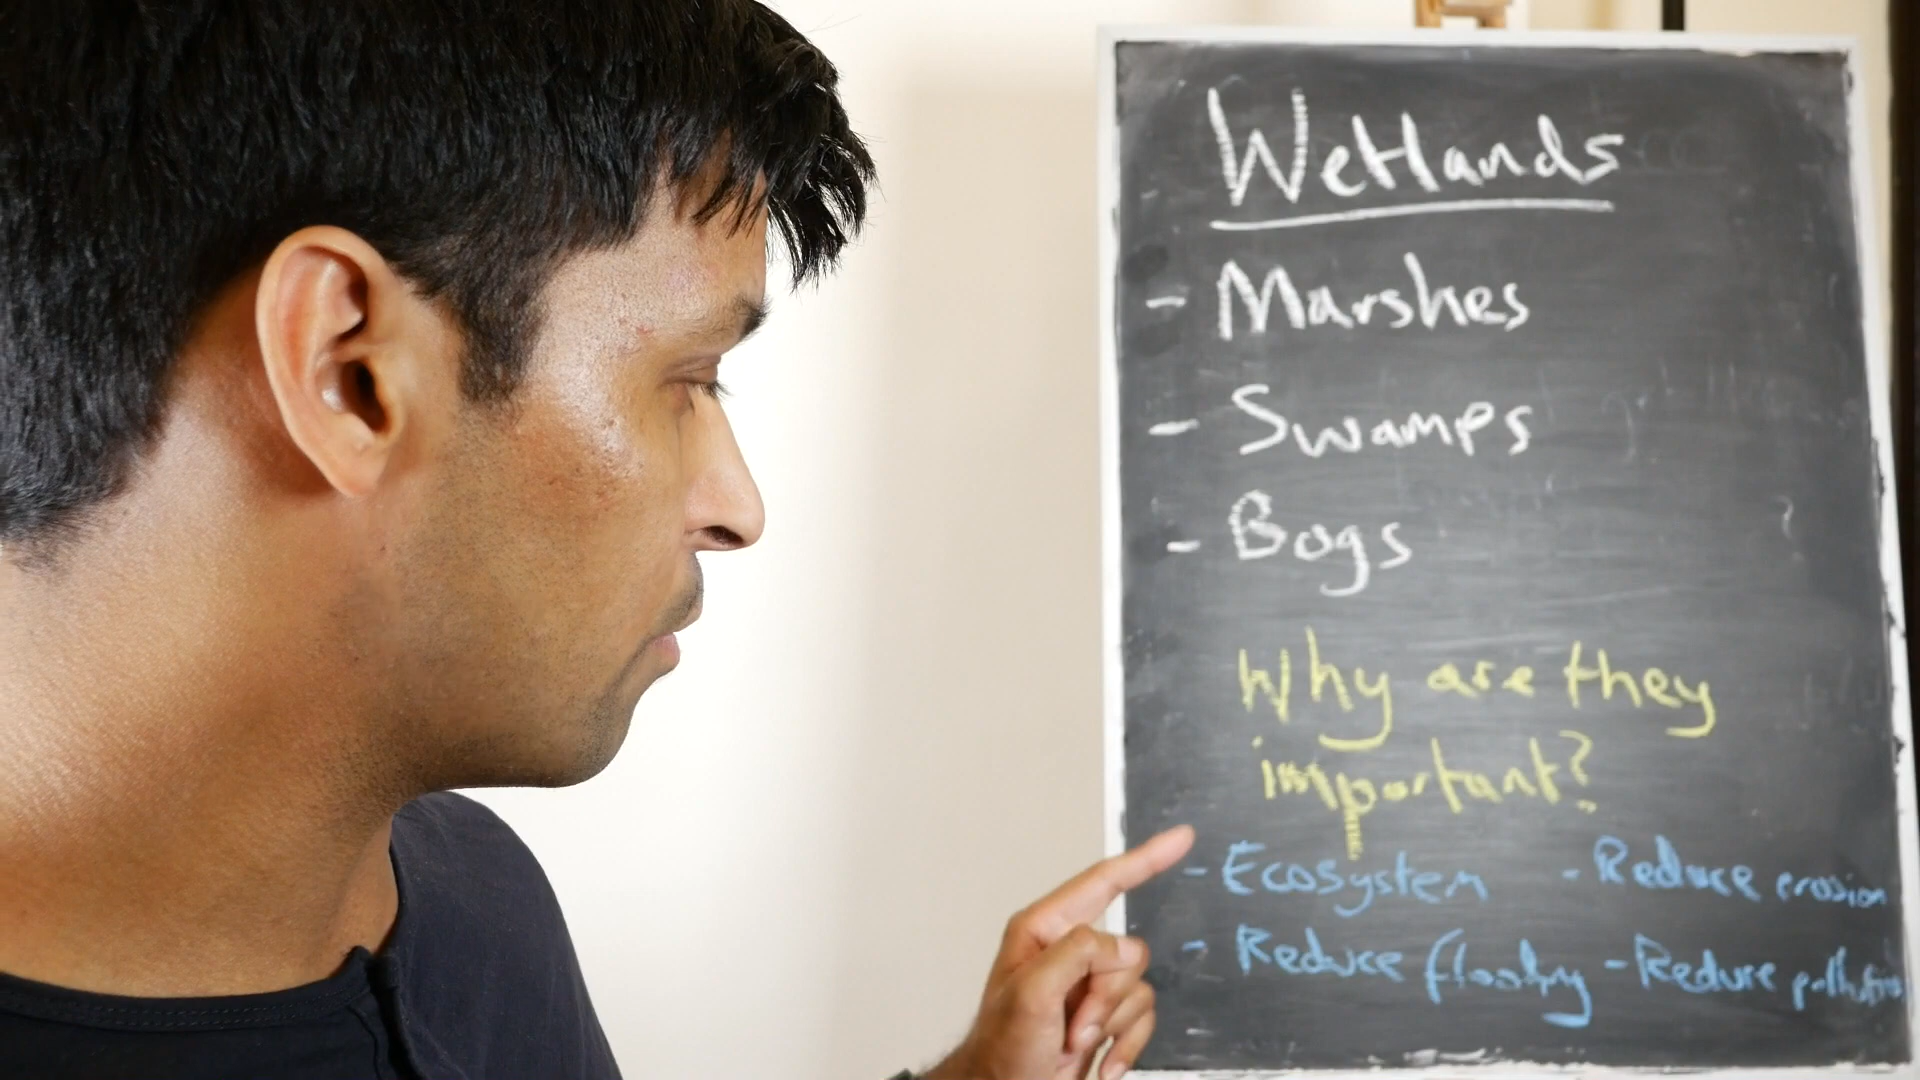 Wetlands
- Marshes
- Swamps
- Bogs
Why are they
important?
- Ecosystem - Reduce erosion
- Reduce flooding - Reduce pollution